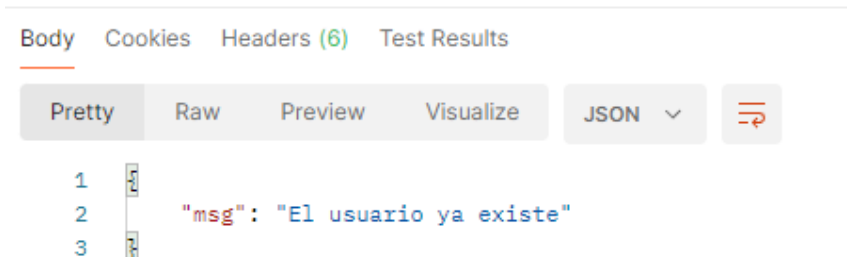 Body Cookies Headers (6) Test Results
Pretty Raw Preview Visualize JSON
1 {
2 "msg": "El usuario ya existe"
3 }